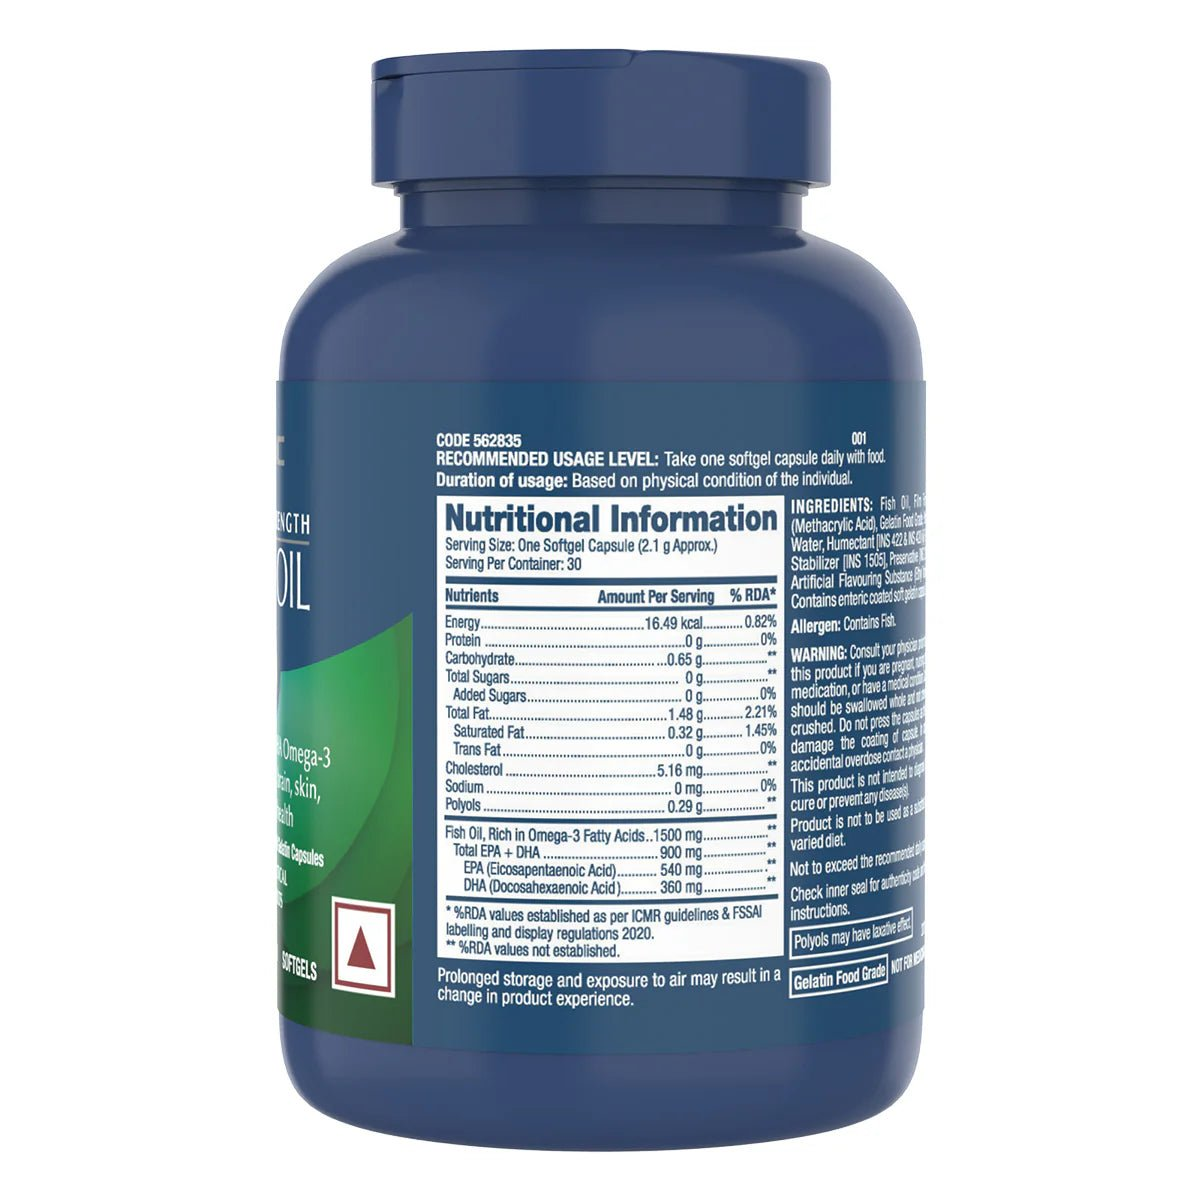 ENGTH
OIL
Omega-3
skin,
Capsules
SOFTGELS
CODE 562835
001
RECOMMENDED USAGE LEVEL: Take one softgel capsule daily with food.
Duration of usage: Based on physical condition of the individual.
Nutritional Information
Serving Size: One Softgel Capsule (2.1 g Approx.)
Serving Per Container: 30
Nutrients Amount Per Serving % RDA*
Energy 16.49 kcal 0.82%
Protein 0 g 0%
Carbohydrate 0.65 g **
Total Sugars 0 g **
Added Sugars 0 g 0%
Total Fat 1.48 g 2.21%
Saturated Fat 0.32 g 1.45%
Trans Fat 0 g 0%
Cholesterol 5.16 mg **
Sodium 0 mg 0%
Polyols 0.29 g **
Fish Oil, Rich in Omega-3 Fatty Acids..1500 mg **
Total EPA + DHA 900 mg **
EPA (Eicosapentaenoic Acid) 540 mg **
DHA (Docosahexaenoic Acid) 360 mg **
* %RDA values established as per ICMR guidelines & FSSAI
labelling and display regulations 2020.
** %RDA values not established.
Prolonged storage and exposure to air may result in a
change in product experience.
INGREDIENTS: Fish Oil, Film
(Methacrylic Acid), Gelatin Food Grade,
Water, Humectant [INS 422 & INS
Stabilizer [INS 1505], Preservative
Artificial Flavouring Substance
Contains enteric coated soft gelatin
Allergen: Contains Fish.
WARNING: Consult your physician
this product if you are pregnant,
medication, or have a medical condition
should be swallowed whole and
crushed. Do not press the capsules
damage the coating of capsule.
accidental overdose contact a physician.
This product is not intended to
cure or prevent any disease(s).
Product is not to be used as a
varied diet.
Not to exceed the recommended
Check inner seal for authenticity code
instructions.
Polyols may have laxative effect.
Gelatin Food Grade
NOT FOR